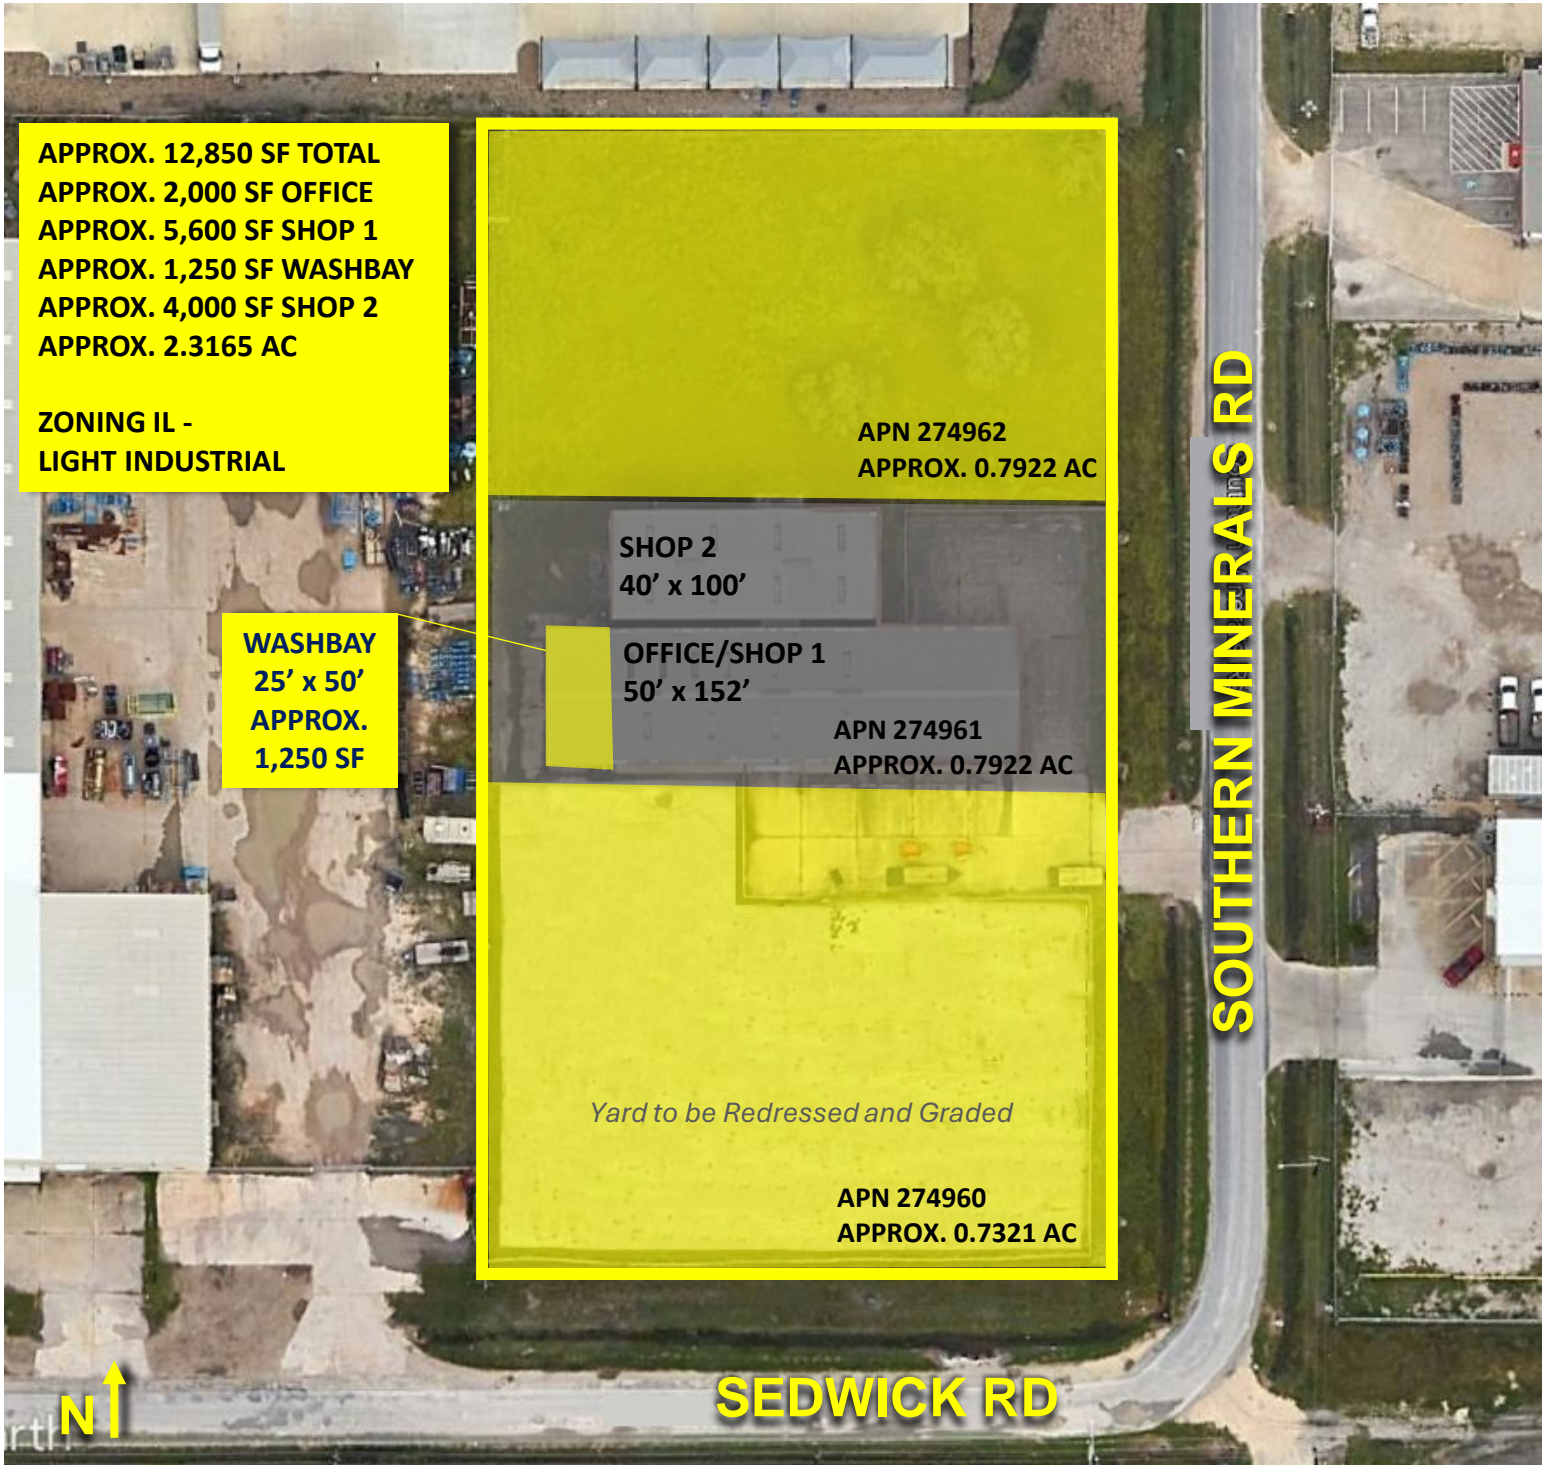 APPROX. 12,850 SF TOTAL
APPROX. 2,000 SF OFFICE
APPROX. 5,600 SF SHOP 1
APPROX. 1,250 SF WASHBAY
APPROX. 4,000 SF SHOP 2
APPROX. 2.3165 AC
ZONING IL -
LIGHT INDUSTRIAL
APN 274962
APPROX. 0.7922 AC
SHOP 2
40’ x 100’
WASHBAY
25’ x 50’
APPROX.
1,250 SF
OFFICE/SHOP 1
50’ x 152’
APN 274961
APPROX. 0.7922 AC
SOUTHERN MINERALS RD
Yard to be Redressed and Graded
APN 274960
APPROX. 0.7321 AC
SEDWICK RD
N